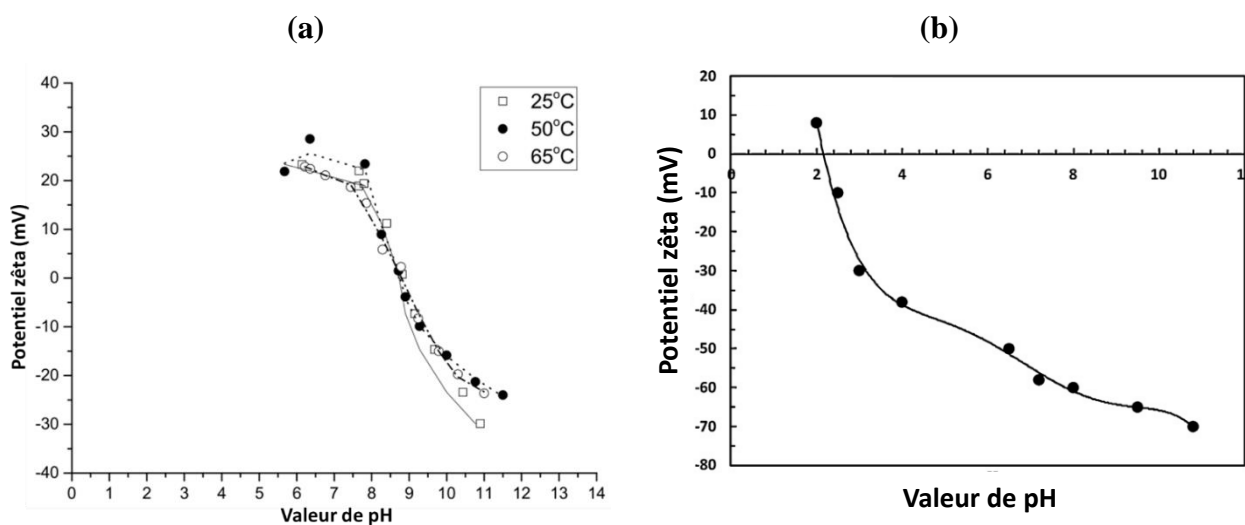 (a)
(b)
40
30
20
10
0
-10
-20
-30
-40
Potentiel zêta (mV)
25°C
50°C
65°C
0 1 2 3 4 5 6 7 8 9 10 11 12 13 14
Valeur de pH
20
10
0
-10
-20
-30
-40
-50
-60
-70
-80
Potentiel zêta (mV)
0 2 4 6 8 10 12
Valeur de pH